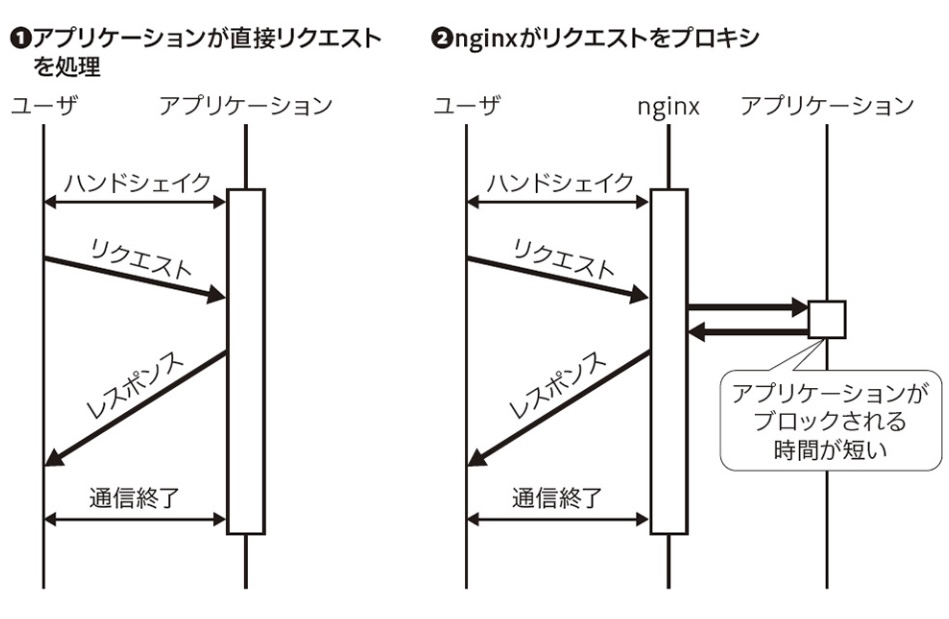 ❶アプリケーションが直接リクエスト
を処理
ユーザ
アプリケーション
ハンドシェイク
リクエスト
レスポンス
通信終了
❷nginxがリクエストをプロキシ
ユーザ
nginx
アプリケーション
ハンドシェイク
リクエスト
レスポンス
アプリケーションが
ブロックされる
時間が短い
通信終了